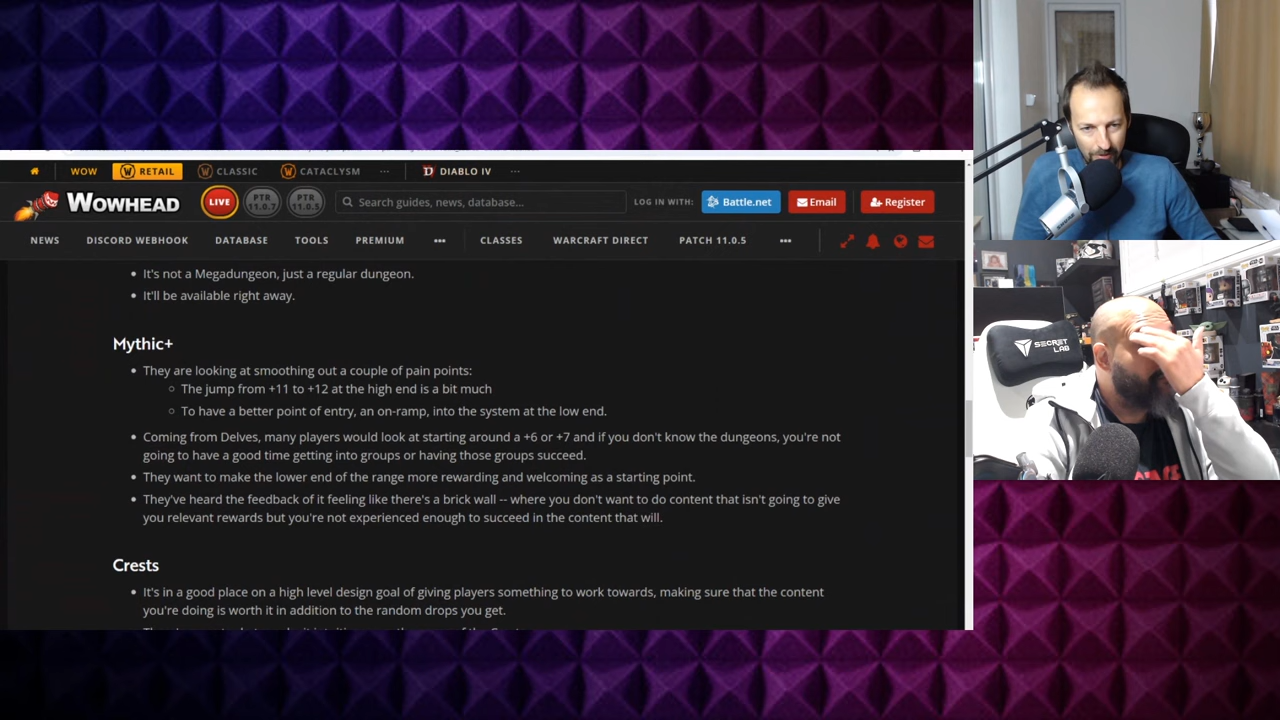 WOW
RETAIL
CLASSIC
CATACLYSM
DIABLO IV
WOWHEAD
LIVE
PTR 11.0.7
PTR 11.0.5
Search guides, news, database...
LOG IN WITH:
Battle.net
Email
Register
NEWS
DISCORD WEBHOOK
DATABASE
TOOLS
PREMIUM
CLASSES
WARCRAFT DIRECT
PATCH 11.0.5
It's not a Megadungeon, just a regular dungeon.
It'll be available right away.
Mythic+
They are looking at smoothing out a couple of pain points:
The jump from +11 to +12 at the high end is a bit much
To have a better point of entry, an on-ramp, into the system at the low end.
Coming from Delves, many players would look at starting around a +6 or +7 and if you don't know the dungeons, you're not
going to have a good time getting into groups or having those groups succeed.
They want to make the lower end of the range more rewarding and welcoming as a starting point.
They've heard the feedback of it feeling like there's a brick wall -- where you don't want to do content that isn't going to give
you relevant rewards but you're not experienced enough to succeed in the content that will.
Crests
It's in a good place on a high level design goal of giving players something to work towards, making sure that the content
you're doing is worth it in addition to the random drops you get.
SECRETLAB